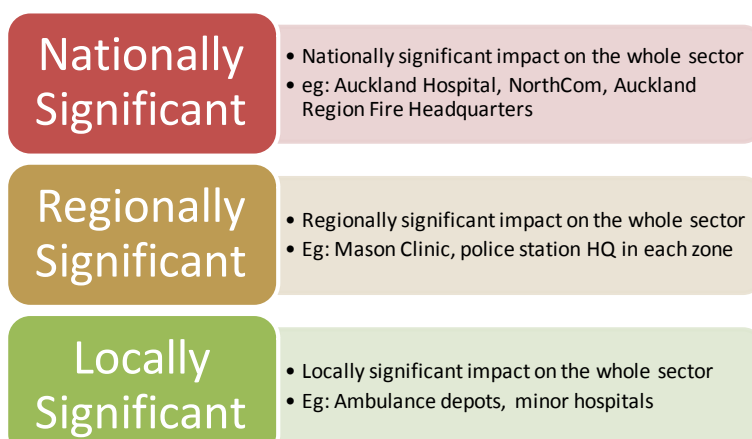 Nationally
Significant
• Nationally significant impact on the whole sector
• eg: Auckland Hospital, NorthCom, Auckland
Region Fire Headquarters
Regionally
Significant
• Regionally significant impact on the whole sector
• Eg: Mason Clinic, police station HQ in each zone
Locally
Significant
• Locally significant impact on the whole sector
• Eg: Ambulance depots, minor hospitals